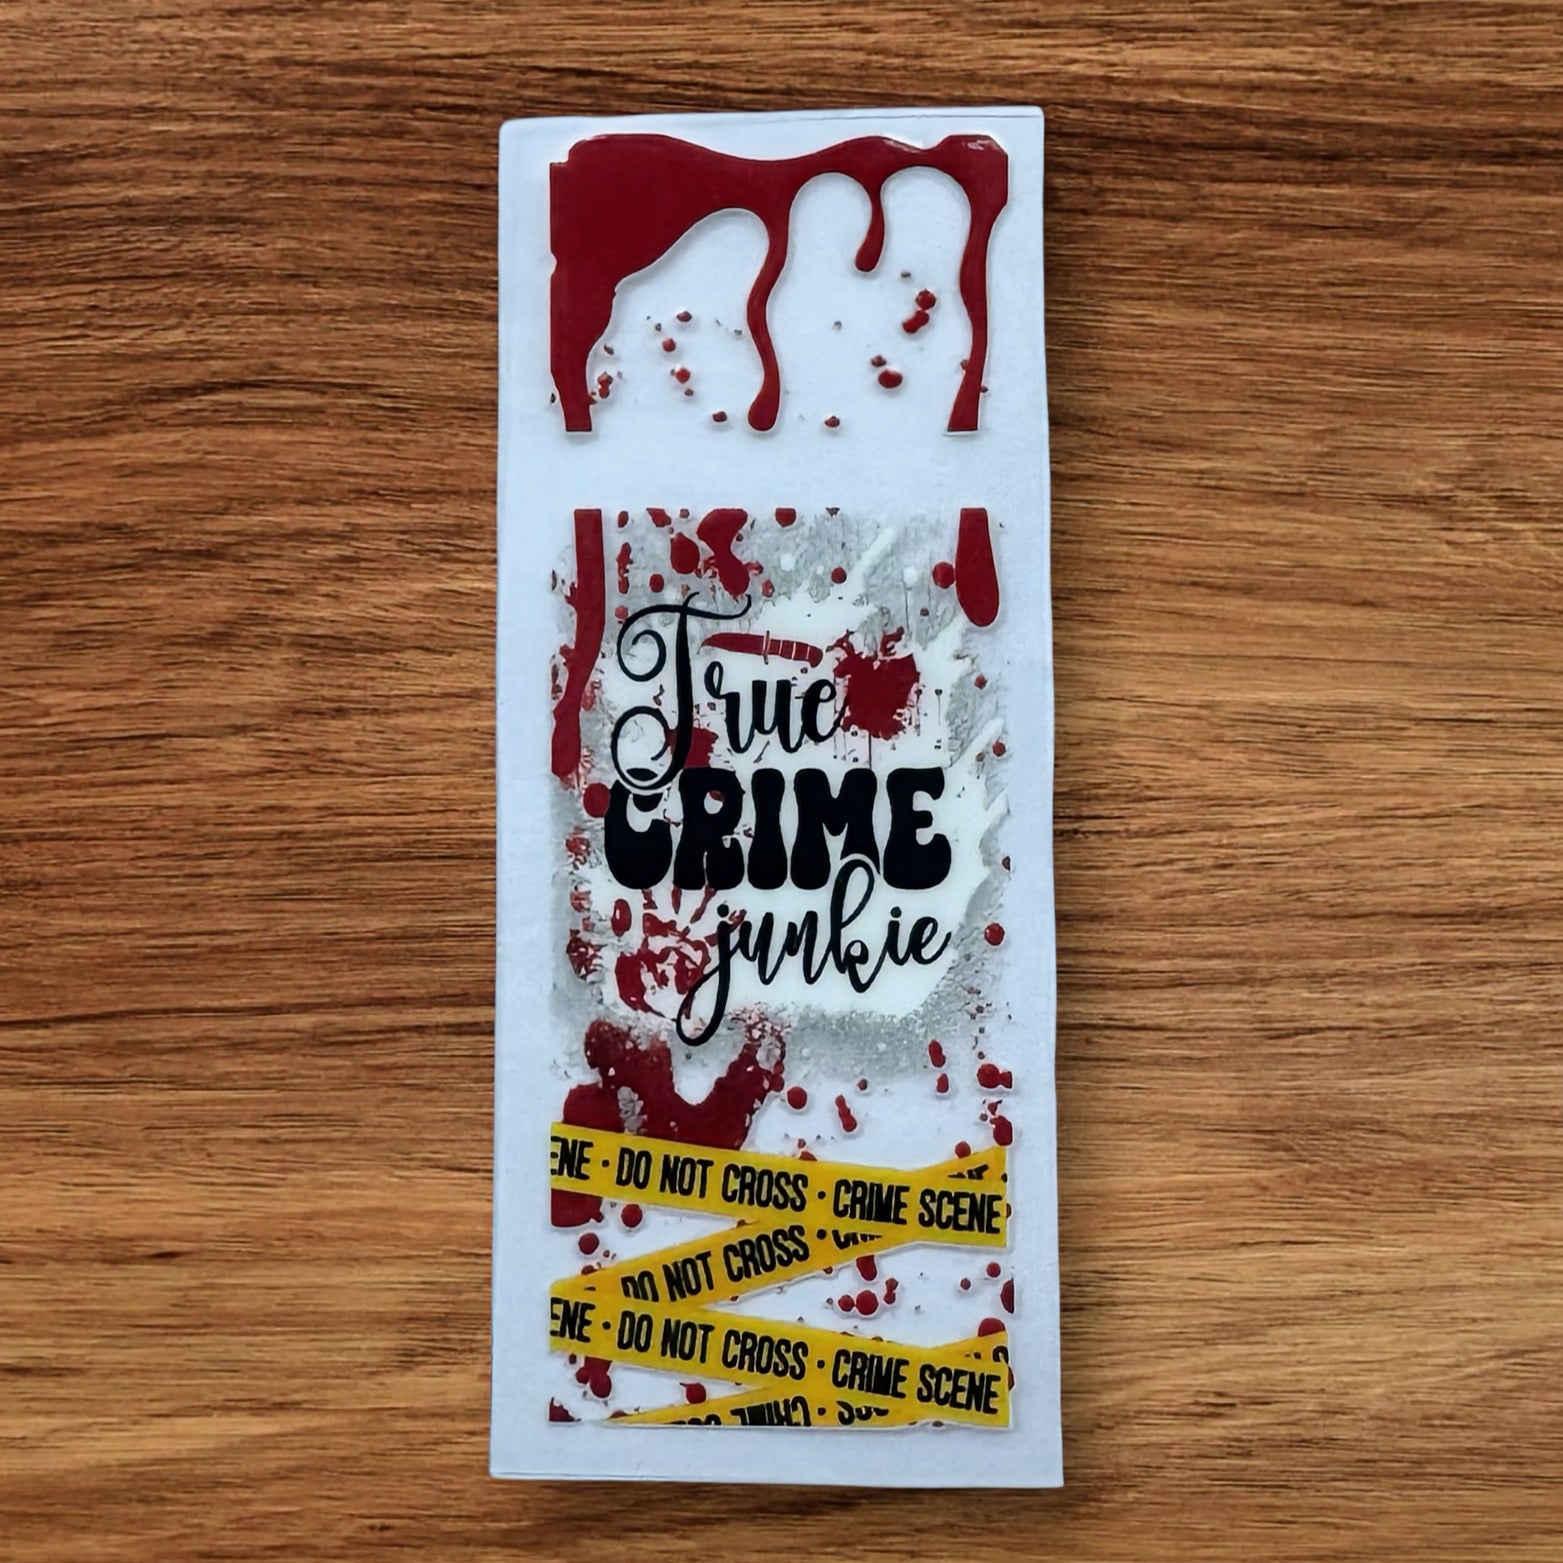 True
CRIME
junkie
ENE · DO NOT CROSS · CRIME SCENE
DO NOT CROSS ·
ENE · DO NOT CROSS · CRIME SCENE